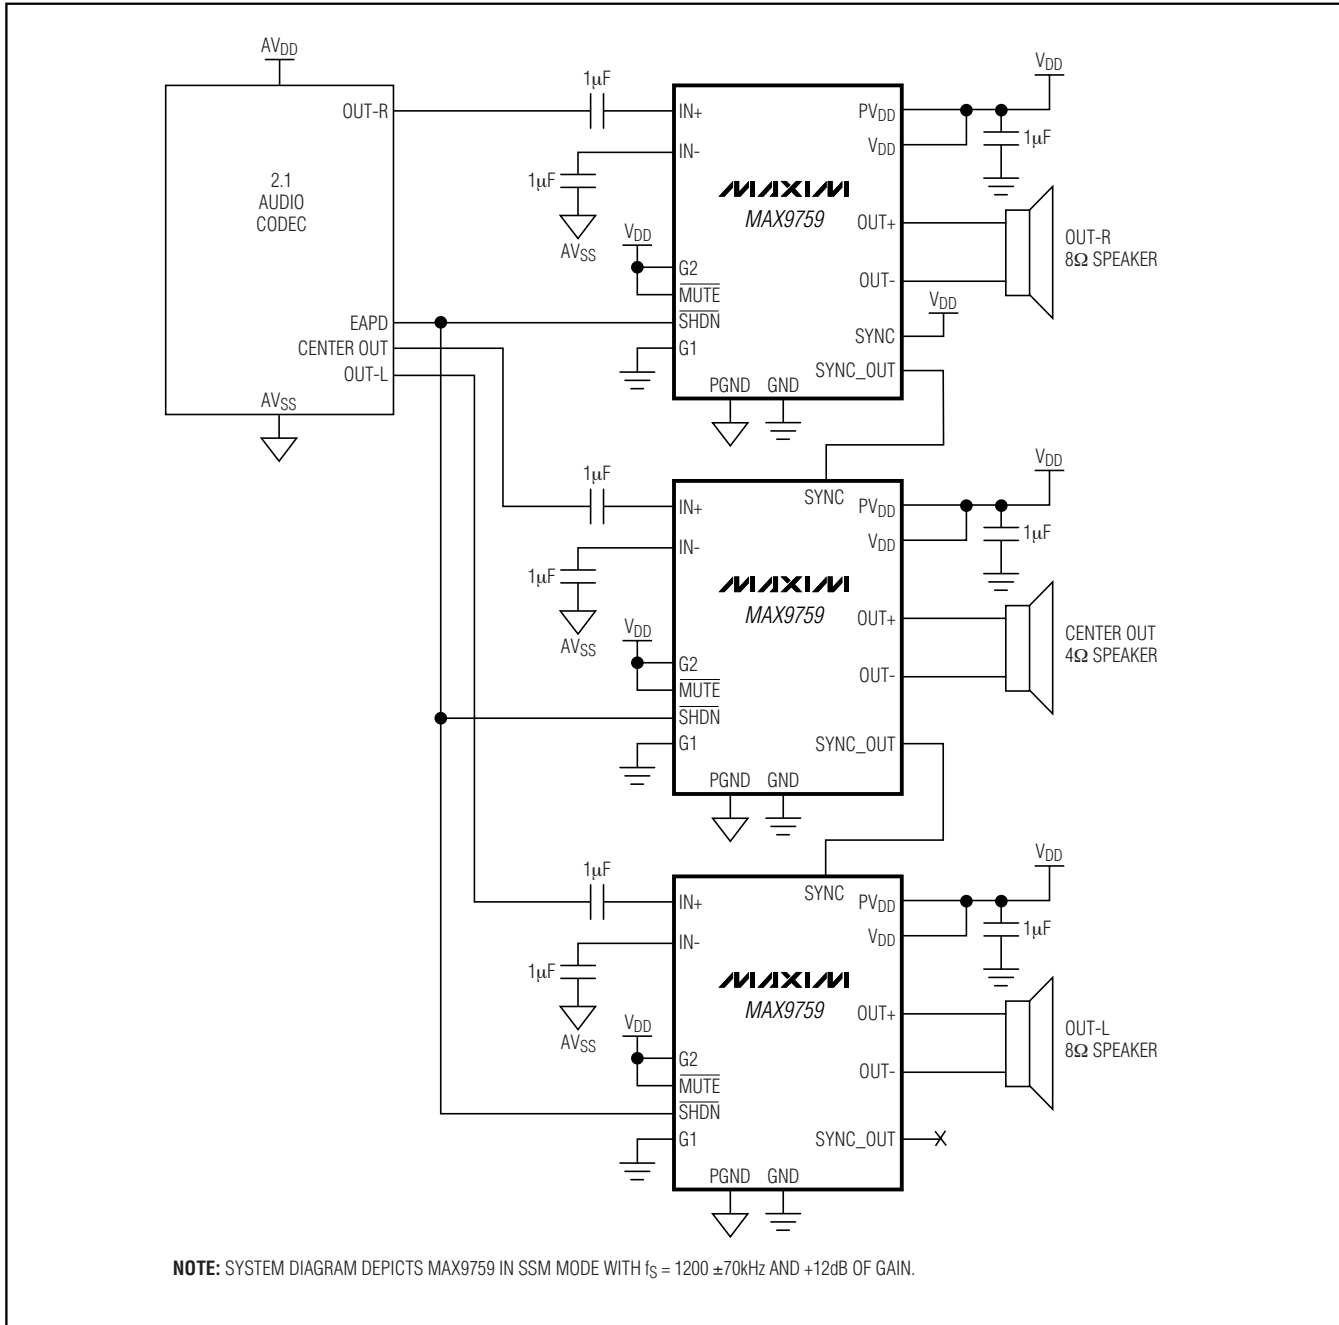 AVDD
2.1
AUDIO
CODEC
OUT-R
EAPD
CENTER OUT
OUT-L
AVSS
1µF
1µF
AVSS
VDD
IN+
IN-
G2
MUTE
SHDN
G1
MAXIM
MAX9759
PVDD
VDD
OUT+
OUT-
SYNC
SYNC_OUT
PGND GND
VDD
1µF
OUT-R
8Ω SPEAKER
VDD
1µF
1µF
AVSS
VDD
SYNC
IN+
IN-
G2
MUTE
SHDN
G1
MAXIM
MAX9759
PVDD
VDD
OUT+
OUT-
SYNC_OUT
PGND GND
VDD
1µF
CENTER OUT
4Ω SPEAKER
1µF
1µF
AVSS
VDD
SYNC
IN+
IN-
G2
MUTE
SHDN
G1
MAXIM
MAX9759
PVDD
VDD
OUT+
OUT-
SYNC_OUT
PGND GND
VDD
1µF
OUT-L
8Ω SPEAKER
NOTE: SYSTEM DIAGRAM DEPICTS MAX9759 IN SSM MODE WITH fS = 1200 ±70kHz AND +12dB OF GAIN.